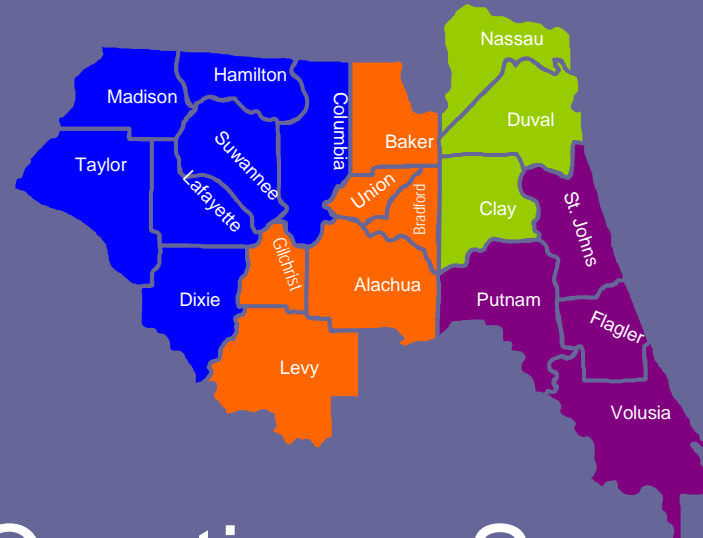 Nassau
Hamilton
Madison
Columbia
Duval
Baker
Suwannee
Taylor
Union
Lafayette
Bradford
Clay
St. Johns
Gilchrist
Alachua
Dixie
Putnam
Flagler
Levy
Volusia